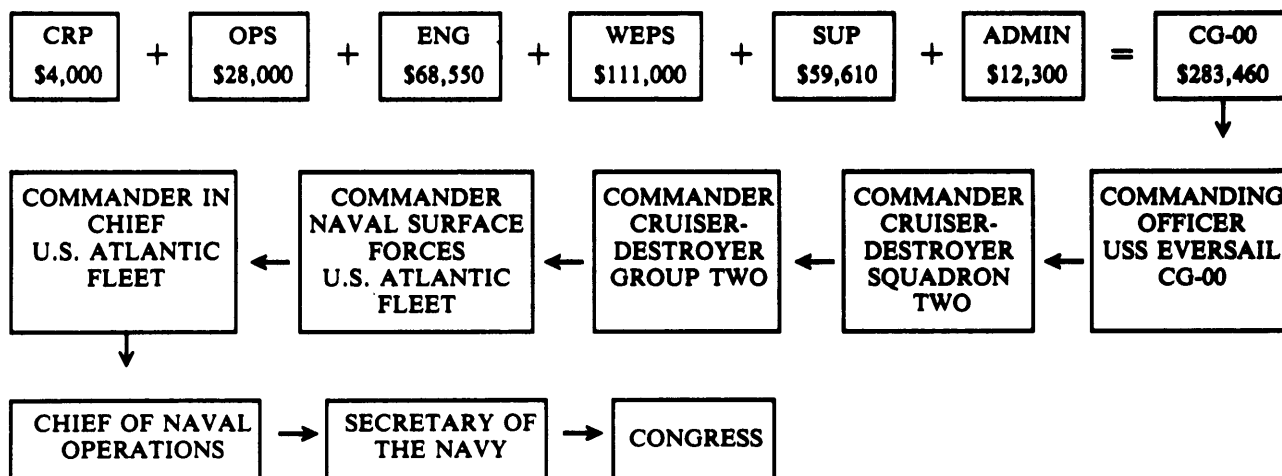 CRP
$4,000
+
OPS
$28,000
+
ENG
$68,550
+
WEPS
$111,000
+
SUP
$59,610
+
ADMIN
$12,300
=
CG-00
$283,460
COMMANDER IN
CHIEF
U.S. ATLANTIC
FLEET
COMMANDER
NAVAL SURFACE
FORCES
U.S. ATLANTIC
FLEET
COMMANDER
CRUISER-
DESTROYER
GROUP TWO
COMMANDER
CRUISER-
DESTROYER
SQUADRON
TWO
COMMANDING
OFFICER
USS EVERSAIL
CG-00
CHIEF OF NAVAL
OPERATIONS
SECRETARY OF
THE NAVY
CONGRESS